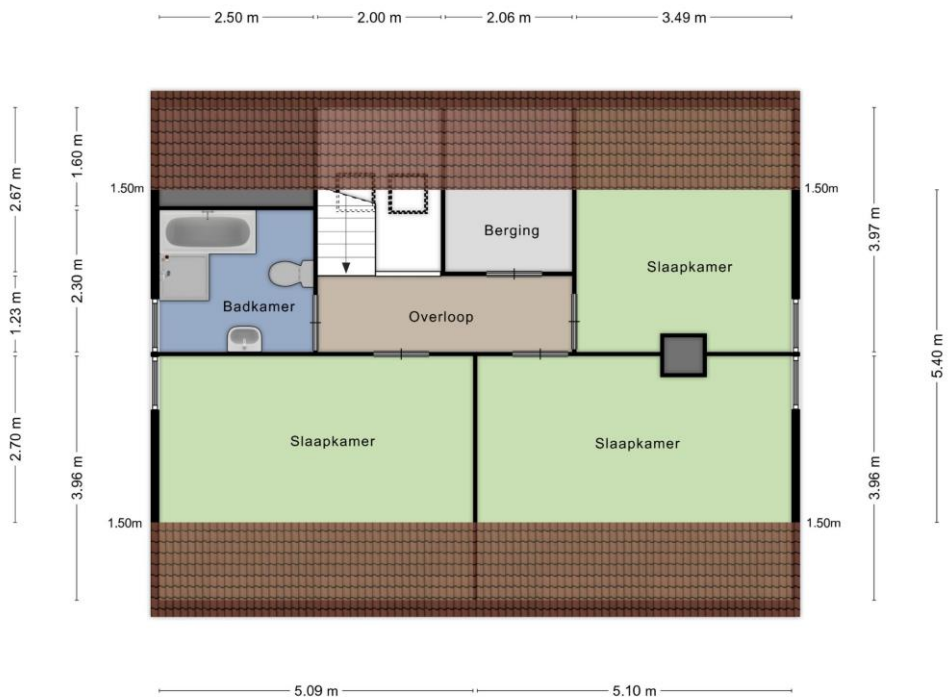 2.50 m 2.00 m 2.06 m 3.49 m
2.67 m
1.23 m
2.70 m
1.60 m
2.30 m
3.96 m
1.50m
1.50m
Berging
Slaapkamer
Badkamer
Overloop
Slaapkamer
Slaapkamer
1.50m
1.50m
3.97 m
3.96 m
5.40 m
5.09 m 5.10 m